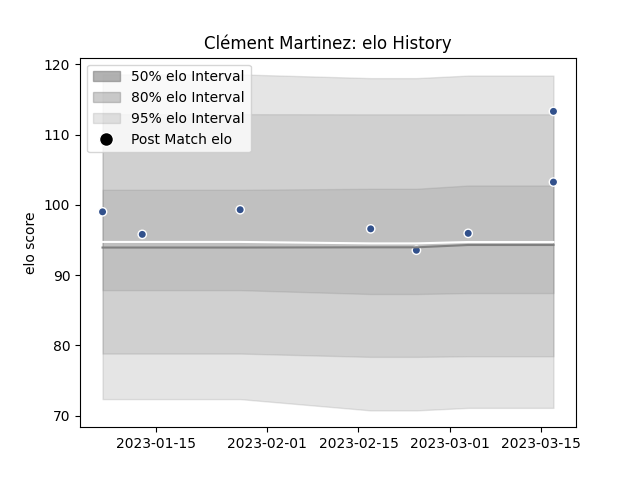 Clément Martinez: elo History
50% elo Interval
80% elo Interval
95% elo Interval
Post Match elo
elo score
120
110
100
90
80
70
2023-01-15
2023-02-01
2023-02-15
2023-03-01
2023-03-15